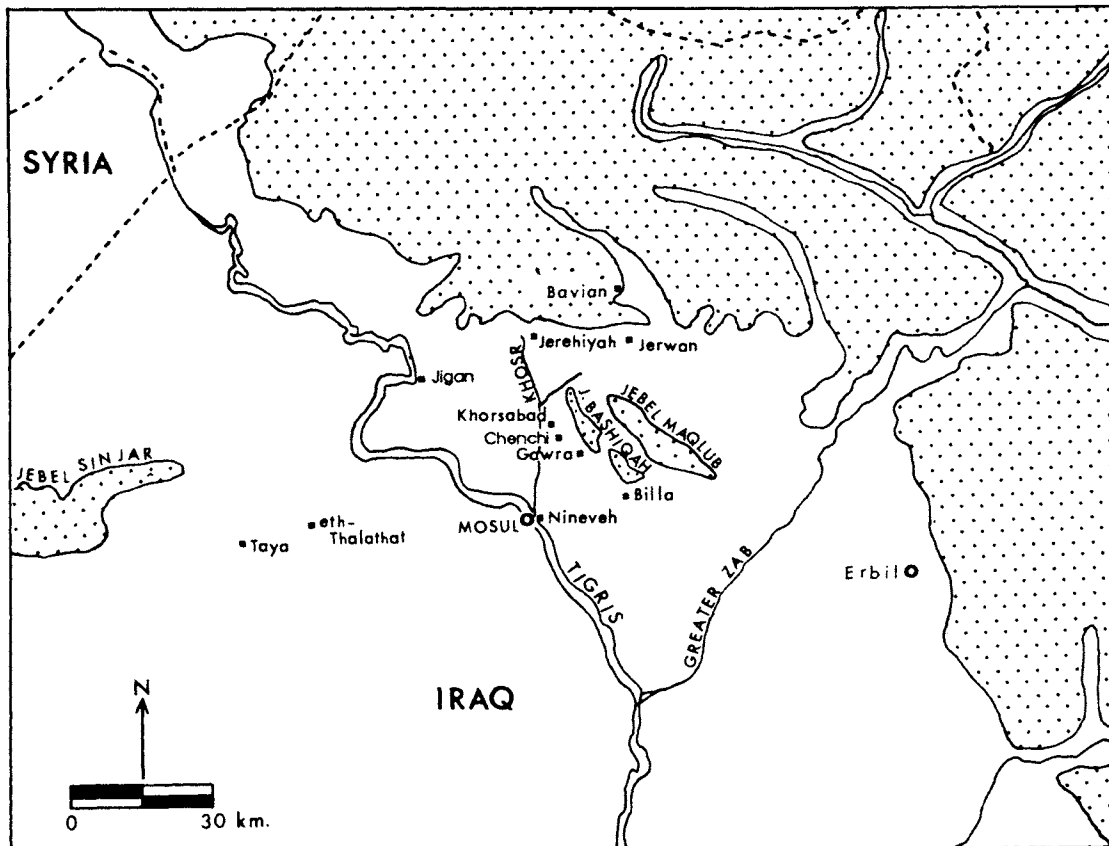 SYRIA
Bavian
Jerehiyah
Jerwan
KHOSR
Jigan
Khorsabad
J. BASHIQAH
JEBEL MAQLUB
Chenchi
Gawra
JEBEL SINJAR
Billa
eth-
Thalathat
MOSUL
Nineveh
Taya
TIGRIS
GREATER ZAB
Erbil
IRAQ
N
0 30 km.